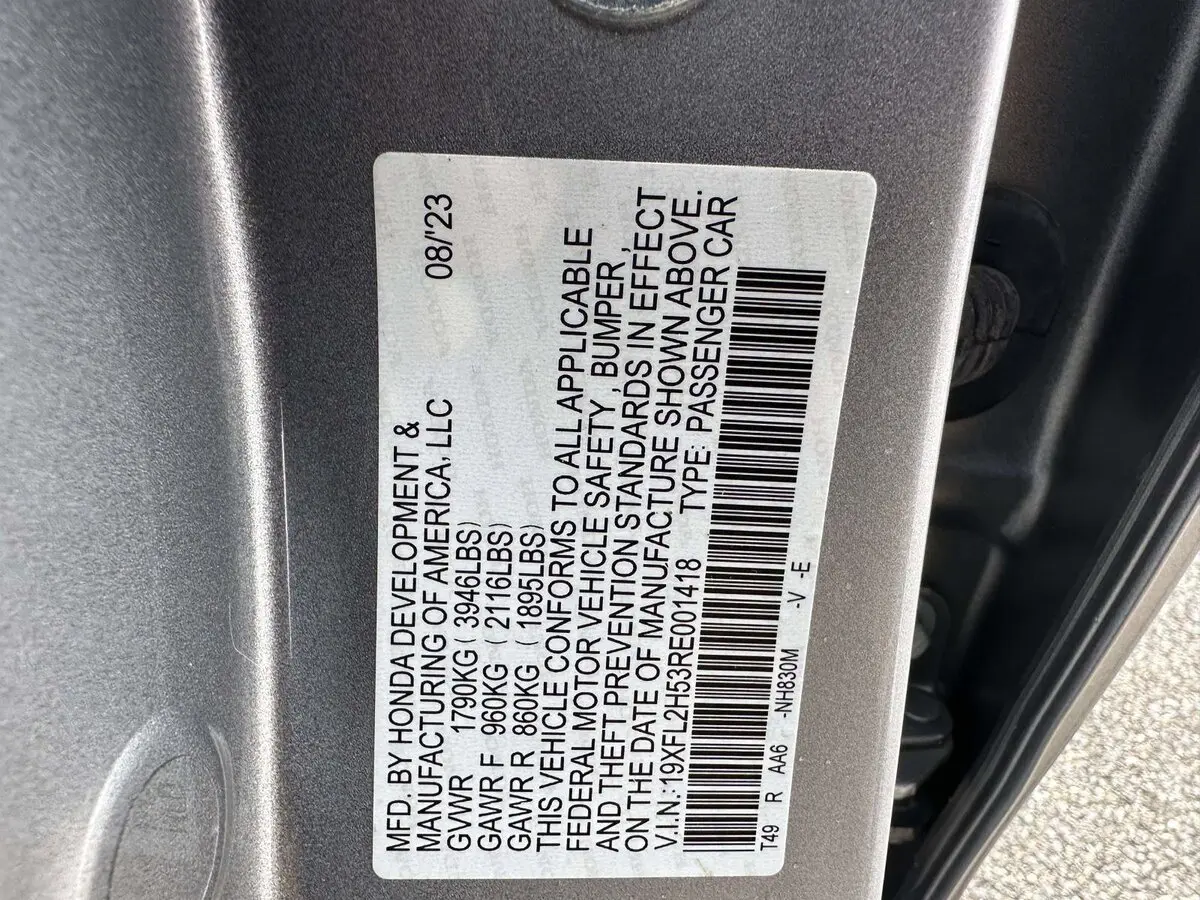 MFD. BY HONDA DEVELOPMENT & 08/'23
MANUFACTURING OF AMERICA, LLC
GVWR 1790KG ( 3946LBS)
GAWR F 960KG ( 2116LBS)
GAWR R 860KG ( 1895LBS)
THIS VEHICLE CONFORMS TO ALL APPLICABLE
FEDERAL MOTOR VEHICLE SAFETY , BUMPER ,
AND THEFT PREVENTION STANDARDS IN EFFECT
ON THE DATE OF MANUFACTURE SHOWN ABOVE.
V.I.N.:19XFL2H53RE001418 TYPE: PASSENGER CAR
T49 R AA6 -NH830M -V -E